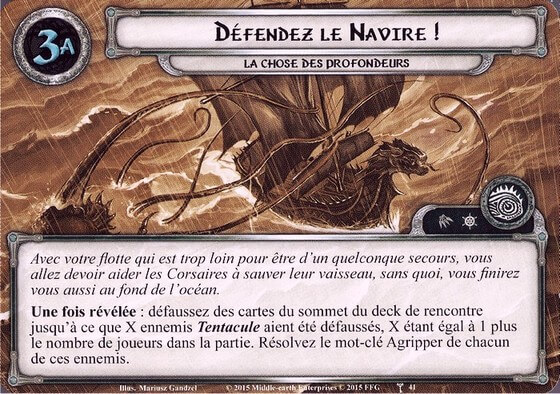 3A
DÉFENDEZ LE NAVIRE !
LA CHOSE DES PROFONDEURS
Avec votre flotte qui est trop loin pour être d'un quelconque secours, vous
allez devoir aider les Corsaires à sauver leur vaisseau, sans quoi, vous finirez
vous aussi au fond de l'océan.
Une fois révélée : défaussez des cartes du sommet du deck de rencontre
jusqu'à ce que X ennemis Tentacule aient été défaussés, X étant égal à 1 plus
le nombre de joueurs dans la partie. Résolvez le mot-clé Agripper de chacun
de ces ennemis.
Illus. Mariusz Gandzel © 2015 Middle-earth Enterprises © 2015 FFG 41